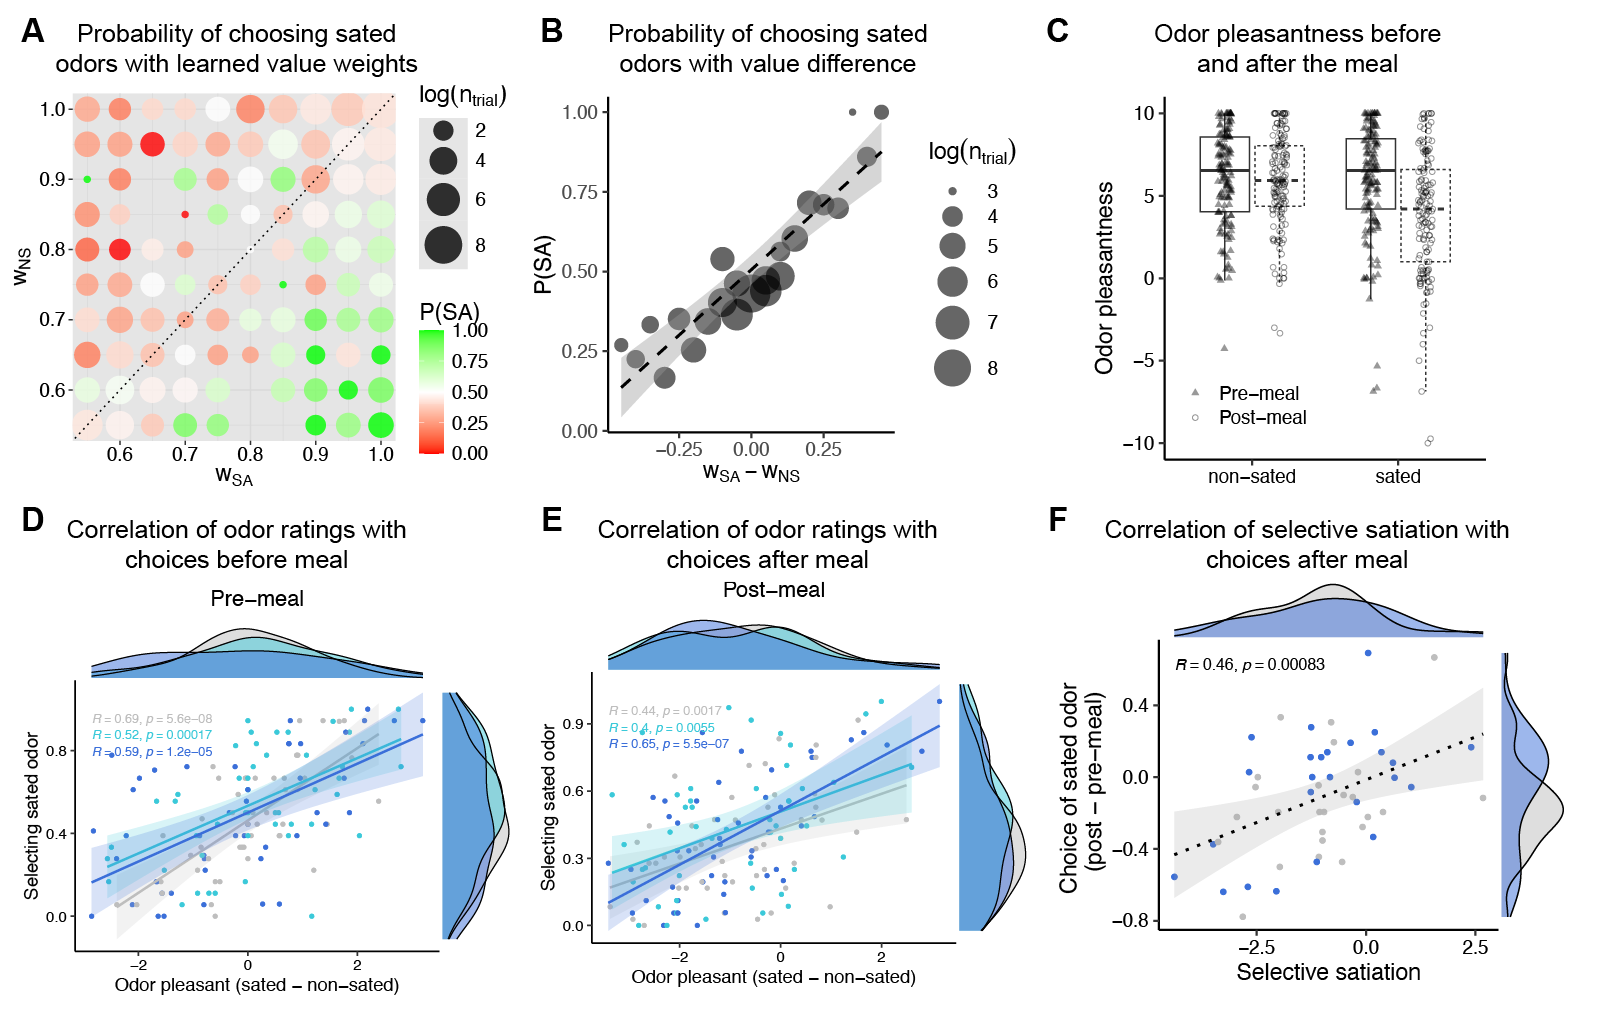 A
Probability of choosing sated
odors with learned value weights
log(ntrial)
2
4
6
8
P(SA)
1.00
0.75
0.50
0.25
0.00
wNS
1.0
0.9
0.8
0.7
0.6
0.6
0.7
0.8
0.9
1.0
wSA
B
Probability of choosing sated
odors with value difference
P(SA)
1.00
0.75
0.50
0.25
0.00
−0.25
0.00
0.25
wSA − wNS
log(ntrial)
3
4
5
6
7
8
C
Odor pleasantness before
and after the meal
Odor pleasantness
10
5
0
−5
−10
Pre−meal
Post−meal
non−sated
sated
D
Correlation of odor ratings with
choices before meal
Pre−meal
R = 0.69, p = 5.6e−08
R = 0.52, p = 0.00017
R = 0.59, p = 1.2e−05
Selecting sated odor
0.8
0.4
0.0
−2
0
2
Odor pleasant (sated − non−sated)
E
Correlation of odor ratings with
choices after meal
Post−meal
R = 0.44, p = 0.0017
R = 0.4, p = 0.0055
R = 0.65, p = 5.5e−07
Selecting sated odor
0.9
0.6
0.3
0.0
−2
0
2
Odor pleasant (sated − non−sated)
F
Correlation of selective satiation with
choices after meal
R = 0.46, p = 0.00083
Choice of sated odor
(post − pre−meal)
0.4
0.0
−0.4
−0.8
−2.5
0.0
2.5
Selective satiation